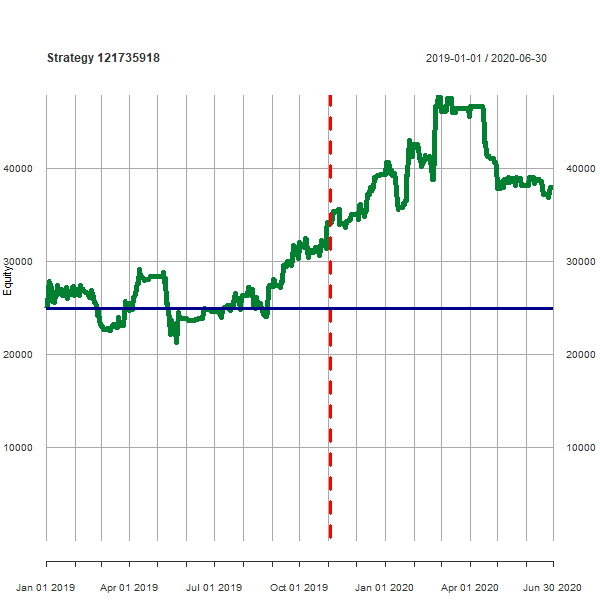 Strategy 121735918
2019-01-01 / 2020-06-30
40000
40000
30000
30000
Equity
20000
20000
10000
10000
Jan 01 2019
Apr 01 2019
Jul 01 2019
Oct 01 2019
Jan 01 2020
Apr 01 2020
Jun 30 2020